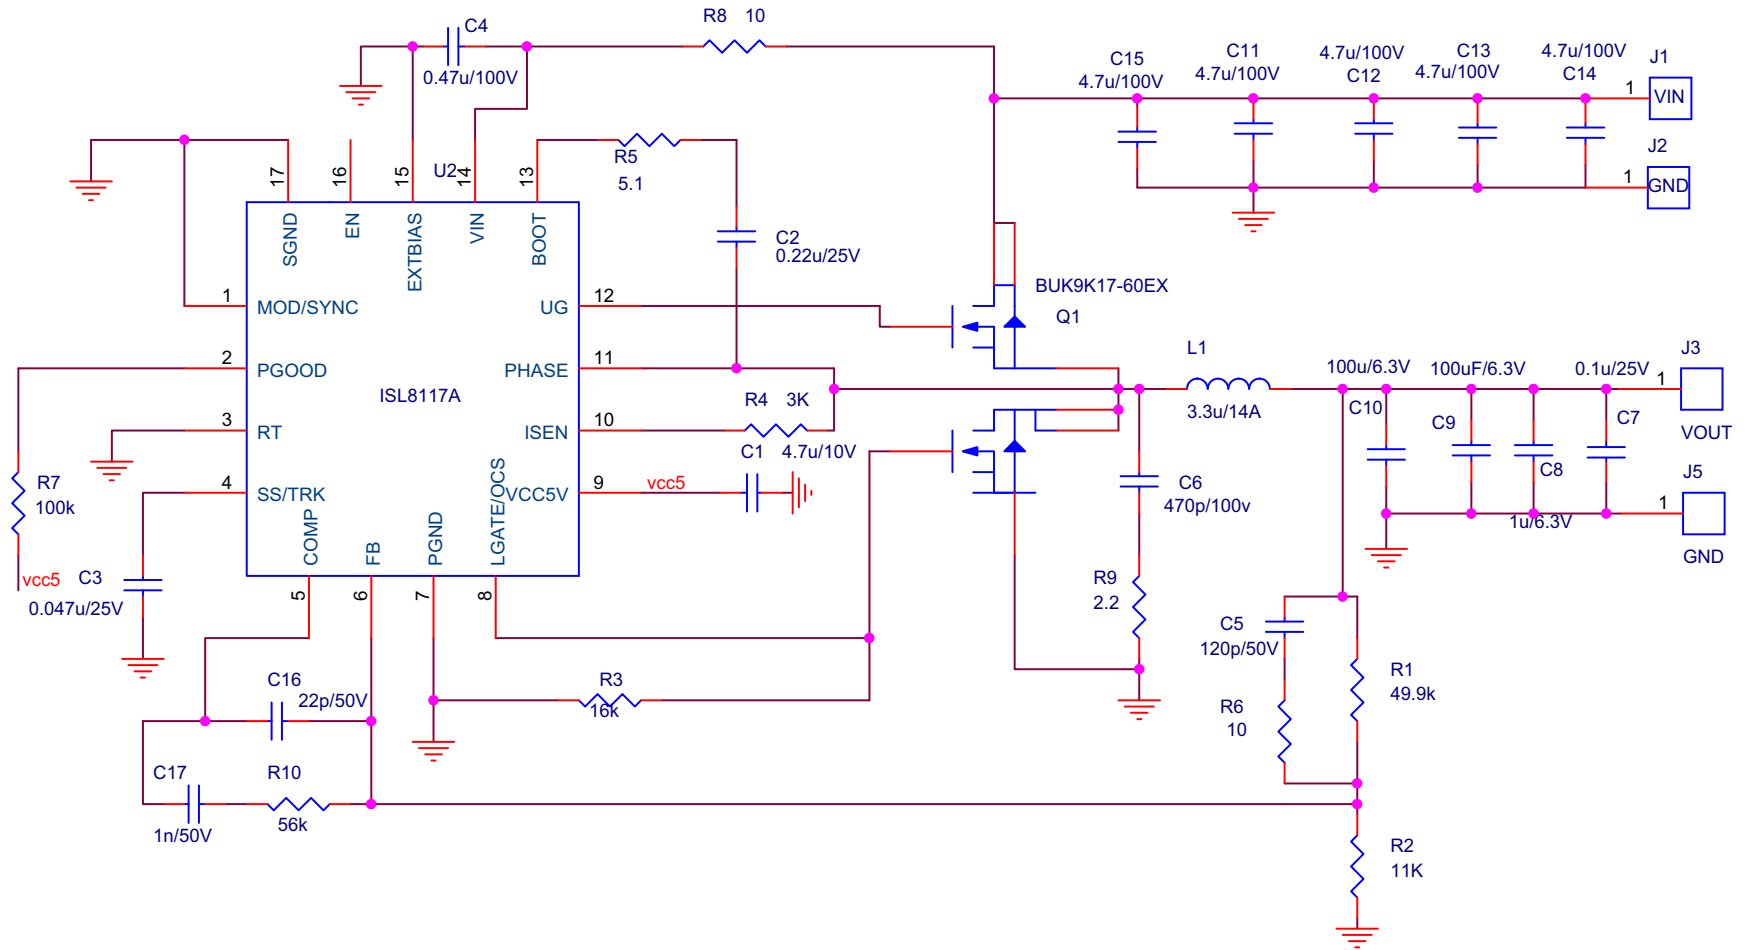 C4
0.47u/100V
R8 10
C15
4.7u/100V
C11
4.7u/100V
4.7u/100V
C12
C13
4.7u/100V
4.7u/100V
C14
J1
1
VIN
J2
1
GND
R5
5.1
C2
0.22u/25V
U2
17
16
15
14
13
SGND
EN
EXTBIAS
VIN
BOOT
1
MOD/SYNC
2
PGOOD
3
RT
4
SS/TRK
ISL8117A
UG
12
PHASE
11
ISEN
10
VCC5V
9
COMP
FB
PGND
LGATE/OCS
5
6
7
8
R4 3K
C1 4.7u/10V
vcc5
BUK9K17-60EX
Q1
L1
3.3u/14A
100u/6.3V
C10
100uF/6.3V
C9
C8
1u/6.3V
0.1u/25V
C7
J3
1
VOUT
J5
1
GND
R7
100k
vcc5
C3
0.047u/25V
C6
470p/100v
R9
2.2
C5
120p/50V
R6
10
R1
49.9k
R3
16k
C16
22p/50V
C17
1n/50V
R10
56k
R2
11K